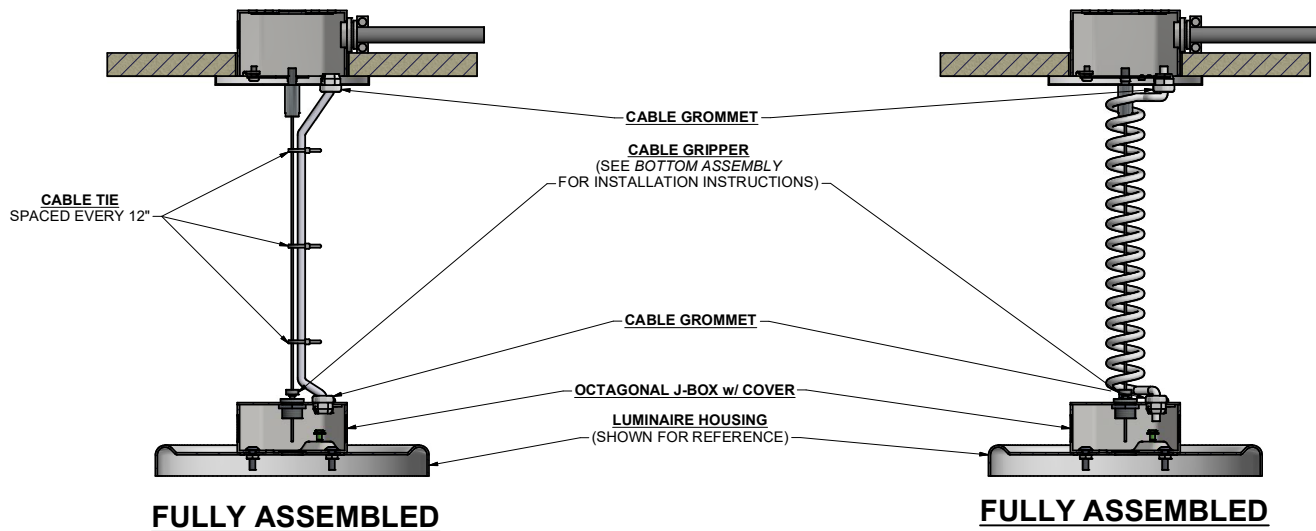 CABLE GROMMET
CABLE GRIPPER
(SEE BOTTOM ASSEMBLY
FOR INSTALLATION INSTRUCTIONS)
CABLE TIE
SPACED EVERY 12"
CABLE GROMMET
OCTAGONAL J-BOX w/ COVER
LUMINAIRE HOUSING
(SHOWN FOR REFERENCE)
FULLY ASSEMBLED
FULLY ASSEMBLED